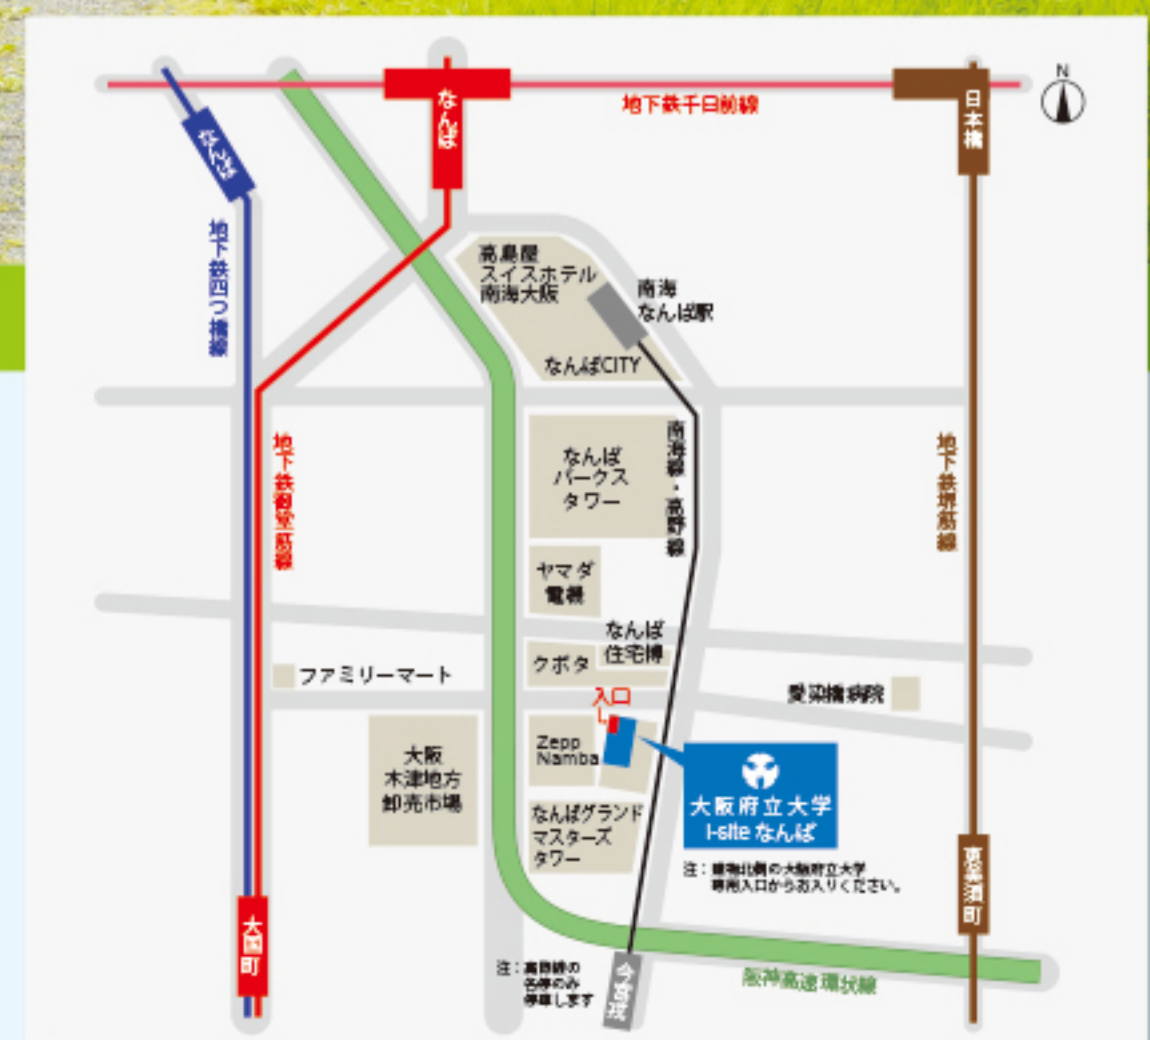 N
なんば
日本橋
地下鉄千日前線
なんば
地下鉄四つ橋線
高島屋
スイスホテル
南海大阪
南海
なんば駅
なんばCITY
地下鉄御堂筋線
なんば
パークス
タワー
南海線・高野線
地下鉄堺筋線
ヤマダ
電機
なんば
住宅博
クボタ
ファミリーマート
愛染橋病院
入口
Zepp
Namba
大阪
木津地方
卸売市場
大阪府立大学
i-site なんば
なんばグランド
マスターズ
タワー
注：建物北側の大阪府立大学
専用入口からお入りください。
恵美須町
大国町
注：高野線の
各停のみ
停車します
今宮戎
阪神高速環状線